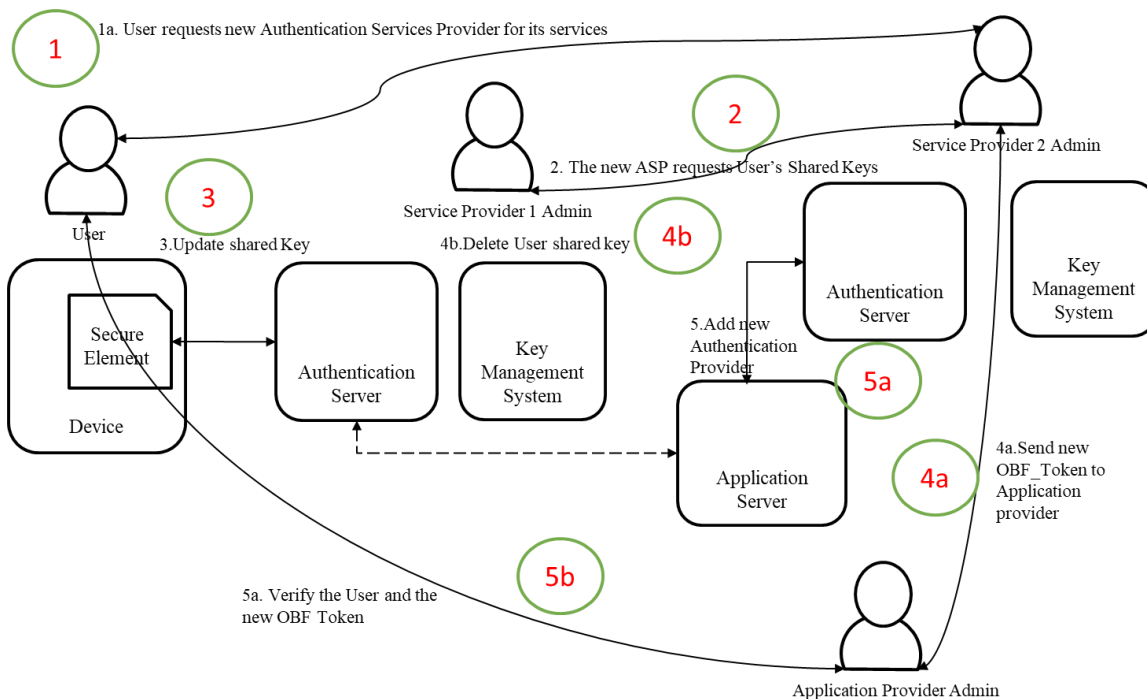 1
1a. User requests new Authentication Services Provider for its services
2
Service Provider 2 Admin
2. The new ASP requests User's Shared Keys
3
Service Provider 1 Admin
User
3.Update shared Key
4b.Delete User shared key
4b
Secure
Element
Device
Authentication
Server
Key
Management
System
Authentication
Server
Key
Management
System
5.Add new
Authentication
Provider
5a
Application
Server
4a
4a.Send new
OBF_Token to
Application
provider
5b
5a. Verify the User and the
new OBF Token
Application Provider Admin